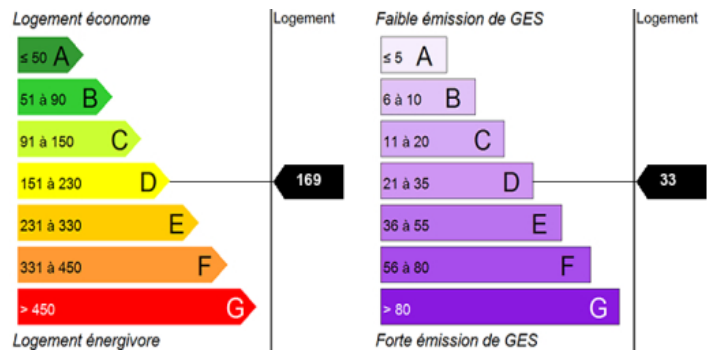 Logement économe
Logement
≤ 50 A
51 à 90 B
91 à 150 C
151 à 230 D
169
231 à 330 E
331 à 450 F
> 450 G
Logement énergivore
Faible émission de GES
Logement
≤ 5 A
6 à 10 B
11 à 20 C
21 à 35 D
33
36 à 55 E
56 à 80 F
> 80 G
Forte émission de GES